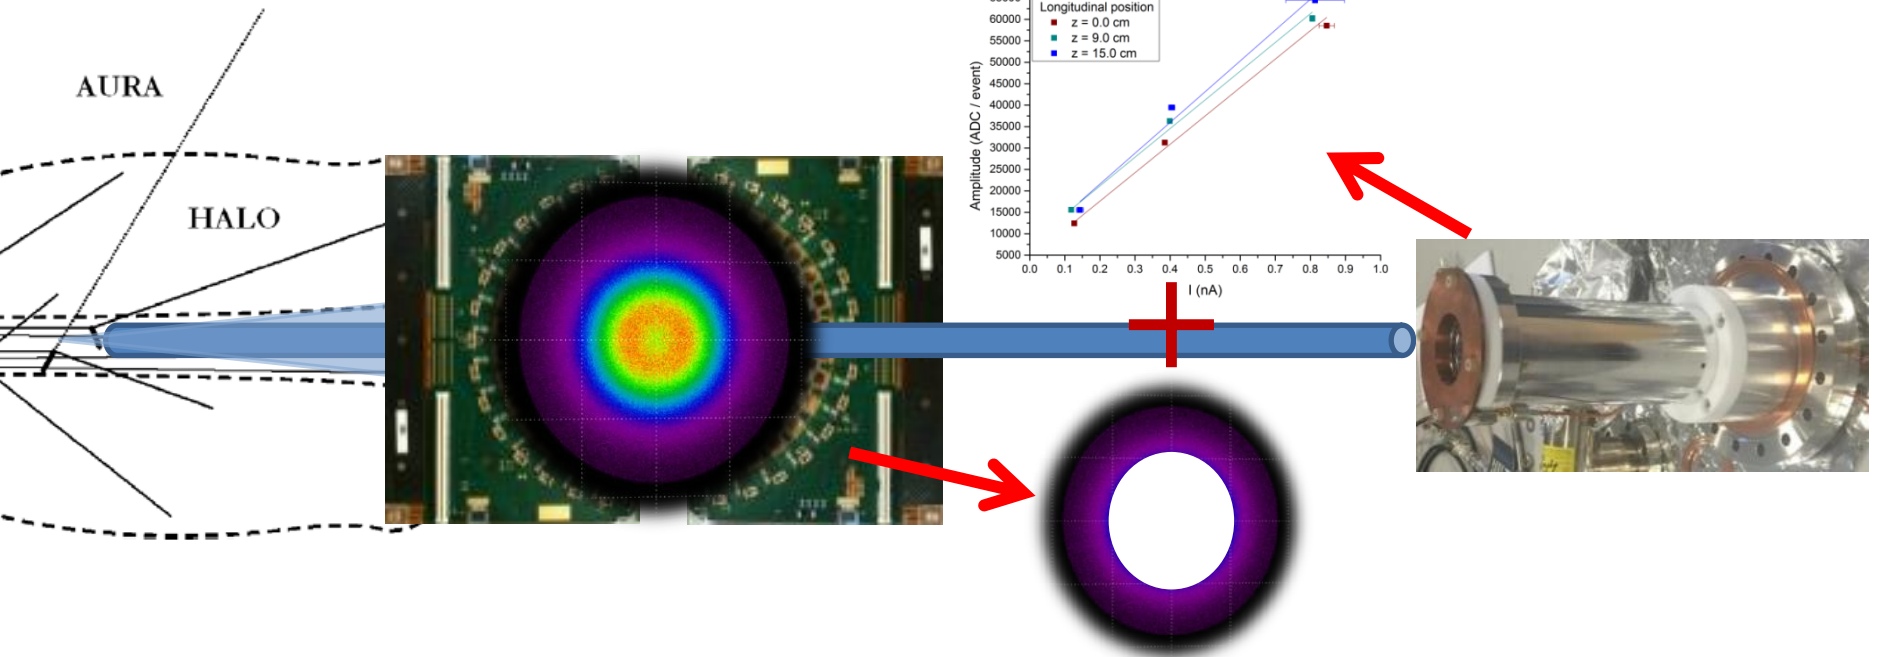 AURA
HALO
Longitudinal position
z = 0.0 cm
z = 9.0 cm
z = 15.0 cm
Amplitude (ADC / event)
60000
55000
50000
45000
40000
35000
30000
25000
20000
15000
10000
5000
0.0 0.1 0.2 0.3 0.4 0.5 0.6 0.7 0.8 0.9 1.0
I (nA)